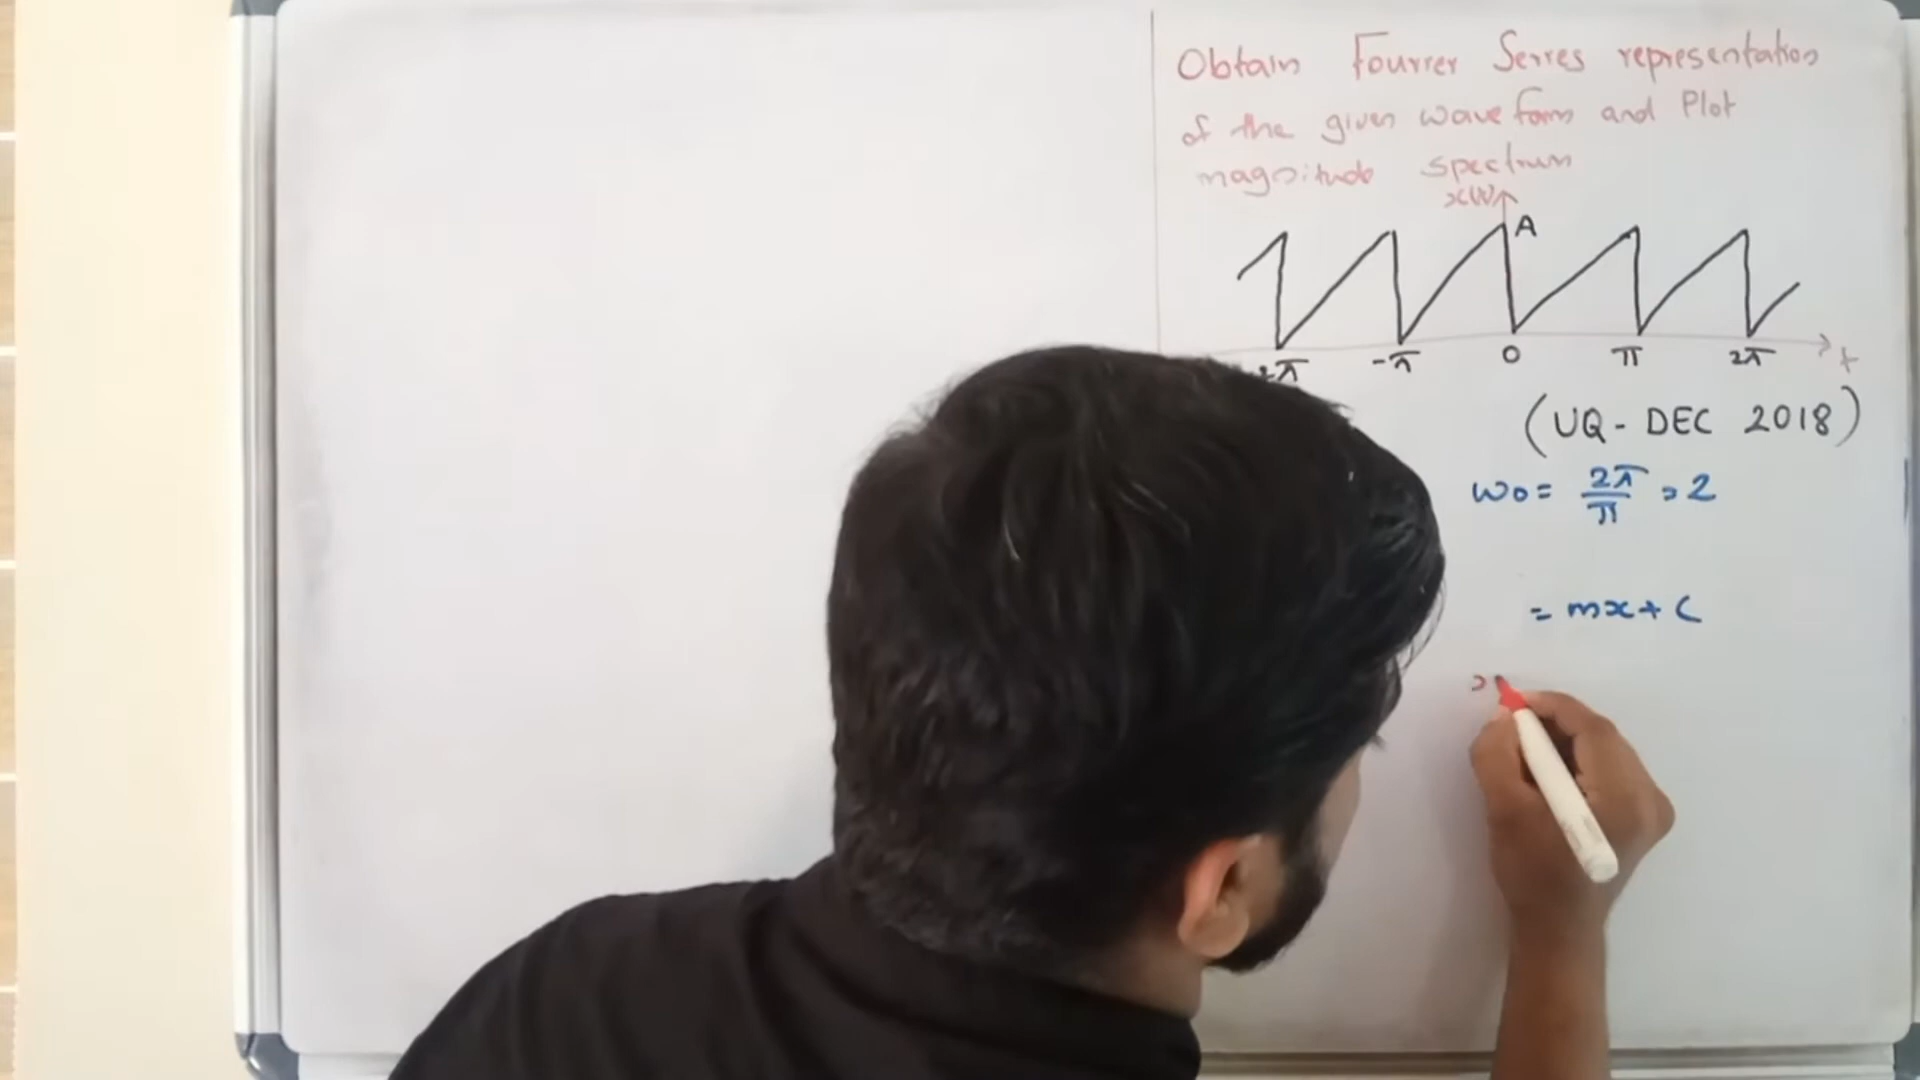 Obtain Fourier Series representation
of the given wave form and Plot
magnitude spectrum
x(t)
A
-π 0 π 2π t
(UQ- DEC 2018)
ω0 = 2π/π = 2
= mx + C